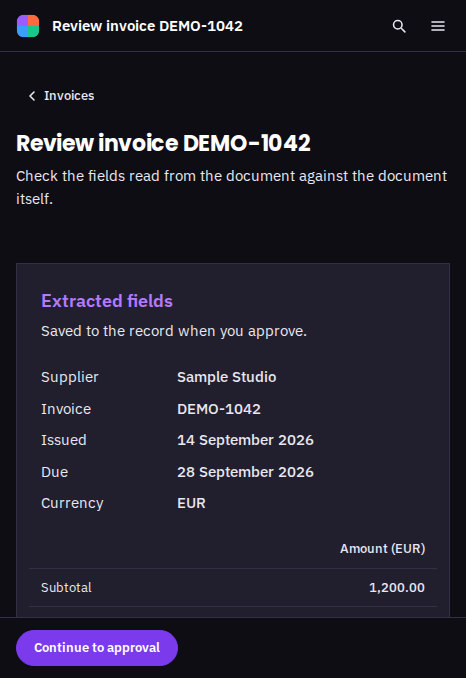 Review invoice DEMO-1042
Invoices
Review invoice DEMO-1042
Check the fields read from the document against the document
itself.
Extracted fields
Saved to the record when you approve.
Supplier Sample Studio
Invoice DEMO-1042
Issued 14 September 2026
Due 28 September 2026
Currency EUR
Amount (EUR)
Subtotal 1,200.00
Continue to approval